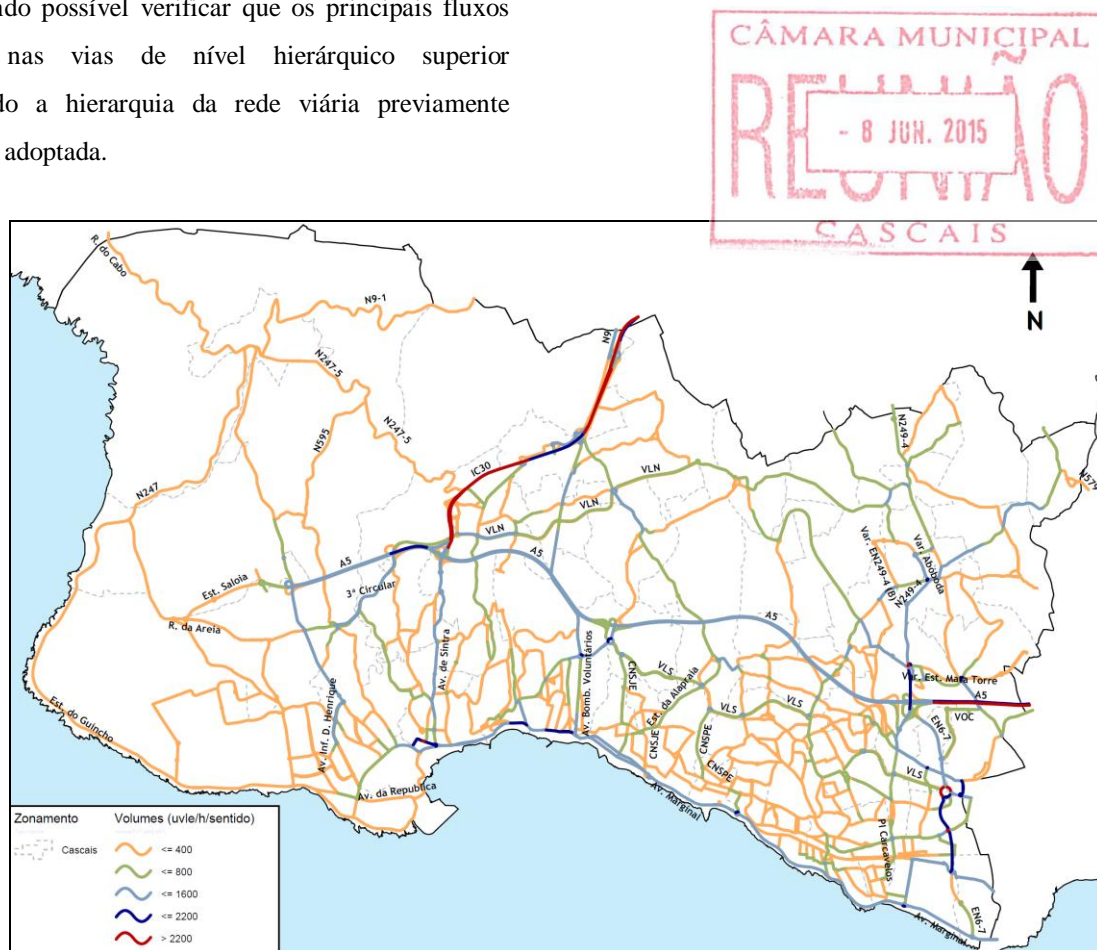 ndo possível verificar que os principais fluxos
nas vias de nível hierárquico superior
do a hierarquia da rede viária previamente
adoptada.
CÂMARA MUNICIPAL
REUNIÃO
- 8 JUN. 2015
CASCAIS
N
R. do Cabo
N9-1
N9
N247-5
N595
N247-5
N247
IC30
VLN
VLN
VLN
N249-4
N579
A5
A5
A5
Est. Saloia
3ª Circular
R. da Areia
Av. de Sintra
Av. Inf. D. Henrique
Est. do Guincho
Av. da Republica
Av. Bomb. Voluntários
CNSJE
VLS
Est. da Alapraia
CNSJE
CNSPE
VLS
CNSPE
Av. Marginal
Var. EN249-4 (B)
Var. Aboboda
N249-4
Var. Est. Mata Torre
A5
VOC
EN6-7
VLS
PI Carcavelos
EN6-7
Av. Marginal
Zonamento
Cascais
Volumes (uvle/h/sentido)
<= 400
<= 800
<= 1600
<= 2200
> 2200